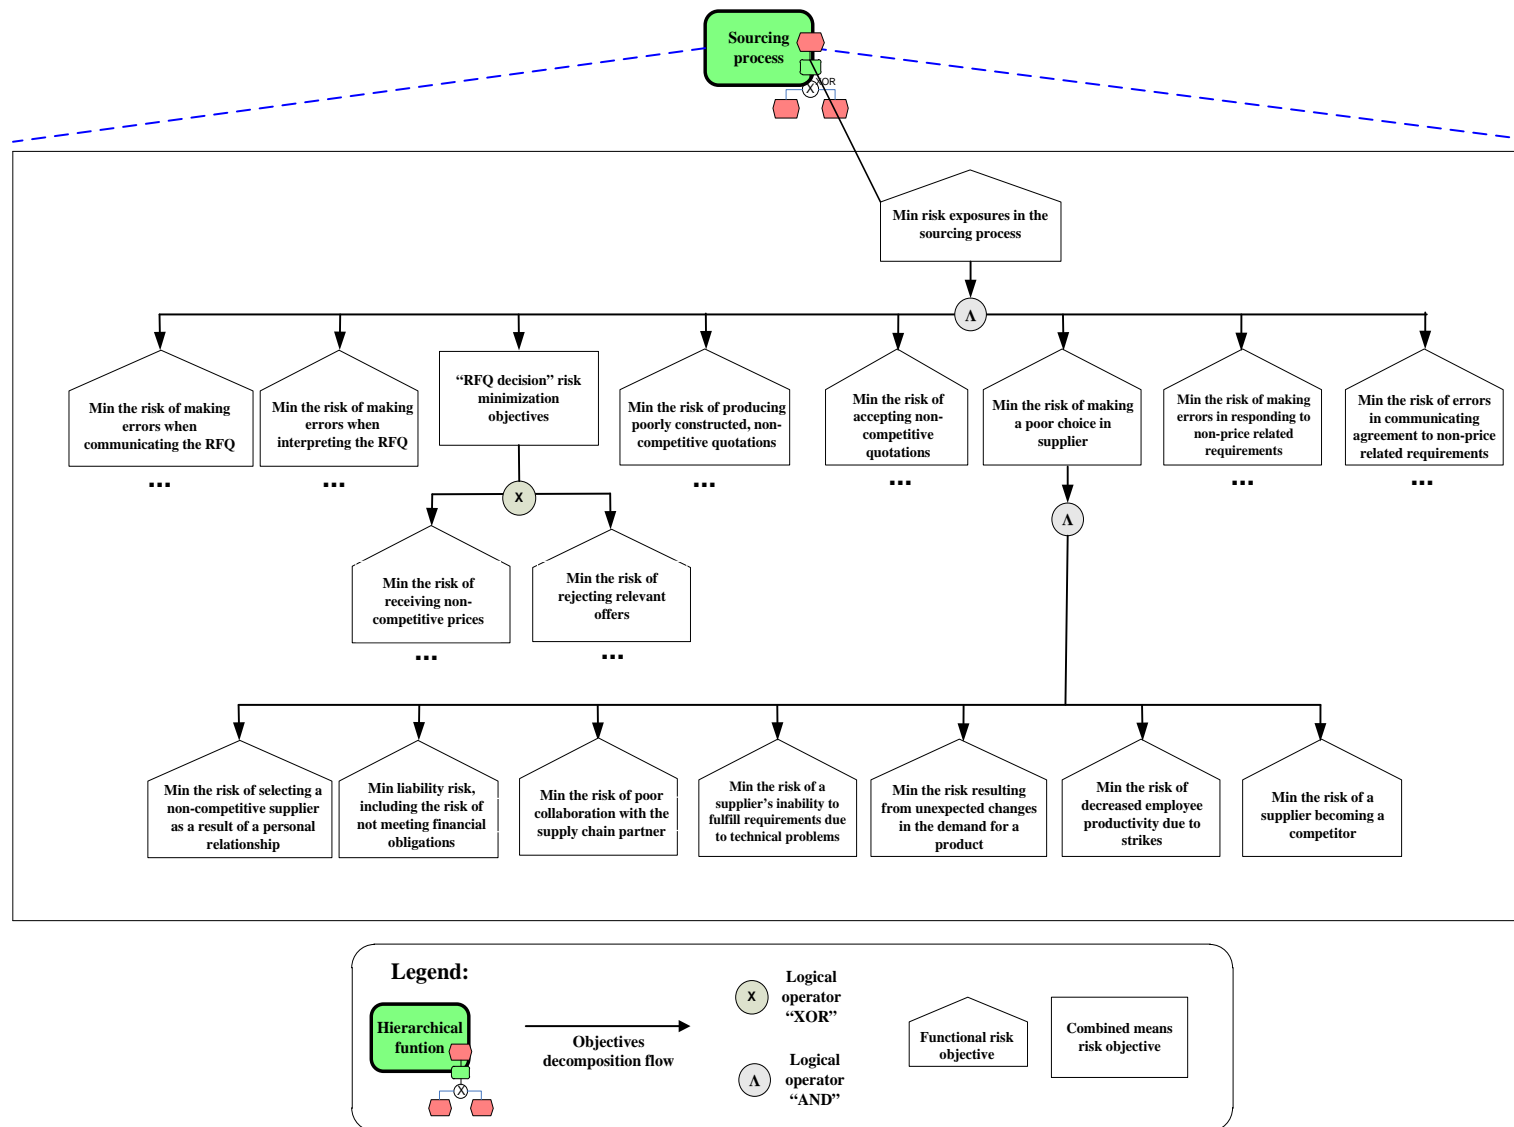 Sourcing
process
XOR
X
Min risk exposures in the
sourcing process
Λ
Min the risk of making
errors when
communicating the RFQ
...
Min the risk of making
errors when
interpreting the RFQ
...
“RFQ decision” risk
minimization
objectives
Min the risk of producing
poorly constructed, non-
competitive quotations
...
Min the risk of
accepting non-
competitive
quotations
...
Min the risk of making
a poor choice in
supplier
Min the risk of making
errors in responding to
non-price related
requirements
...
Min the risk of errors
in communicating
agreement to non-price
related requirements
...
X
Λ
Min the risk of
receiving non-
competitive prices
...
Min the risk of
rejecting relevant
offers
...
Min the risk of selecting a
non-competitive supplier
as a result of a personal
relationship
Min liability risk,
including the risk of
not meeting financial
obligations
Min the risk of poor
collaboration with the
supply chain partner
Min the risk of a
supplier’s inability to
fulfill requirements due
to technical problems
Min the risk resulting
from unexpected changes
in the demand for a
product
Min the risk of
decreased employee
productivity due to
strikes
Min the risk of a
supplier becoming a
competitor
Legend:
Hierarchical
funtion
X
Objectives
decomposition flow
X
Logical
operator
“XOR”
Λ
Logical
operator
“AND”
Functional risk
objective
Combined means
risk objective